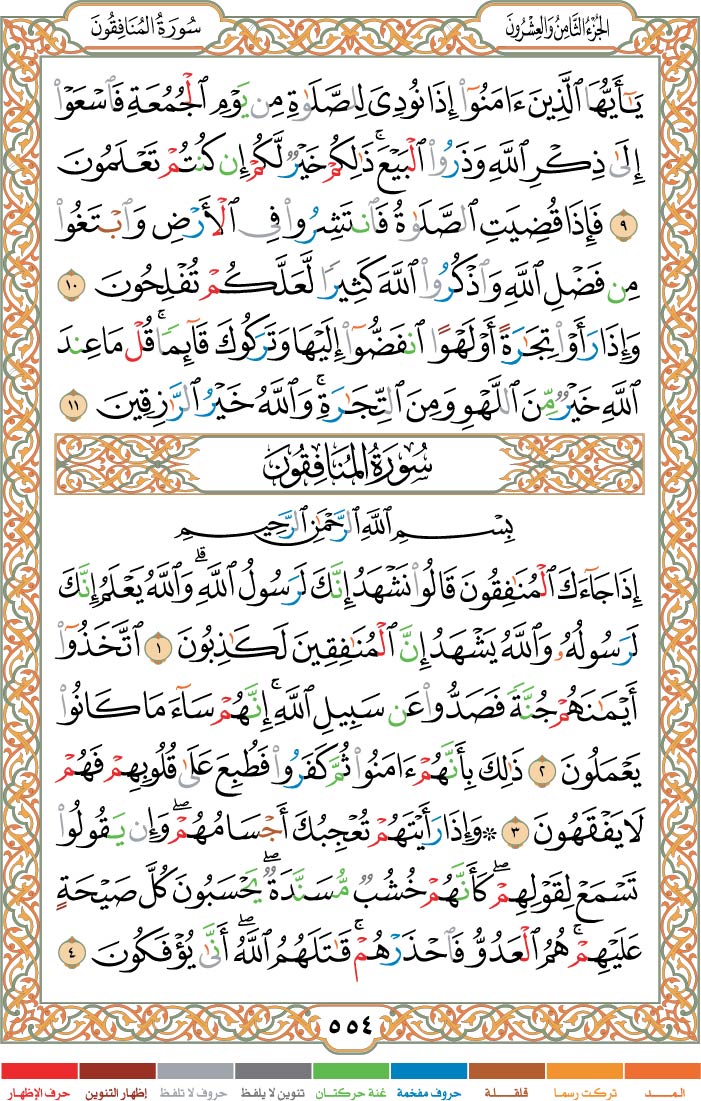 الجُزْءُ الثَّامِنُ وَالعِشْرُونَ
سُورَةُ المُنَافِقُونَ
يَـٰٓأَيُّهَا ٱلَّذِينَ ءَامَنُوٓا۟ إِذَا نُودِىَ لِلصَّلَوٰةِ مِن يَوْمِ ٱلْجُمُعَةِ فَٱسْعَوْا۟
إِلَىٰ ذِكْرِ ٱللَّهِ وَذَرُوا۟ ٱلْبَيْعَ ۚ ذَٰلِكُمْ خَيْرٌ لَّكُمْ إِن كُنتُمْ تَعْلَمُونَ
٩ فَإِذَا قُضِيَتِ ٱلصَّلَوٰةُ فَٱنتَشِرُوا۟ فِى ٱلْأَرْضِ وَٱبْتَغُوا۟
مِن فَضْلِ ٱللَّهِ وَٱذْكُرُوا۟ ٱللَّهَ كَثِيرًا لَّعَلَّكُمْ تُفْلِحُونَ ١٠
وَإِذَا رَأَوْا۟ تِجَـٰرَةً أَوْ لَهْوًا ٱنفَضُّوٓا۟ إِلَيْهَا وَتَرَكُوكَ قَآئِمًا ۚ قُلْ مَا عِندَ
ٱللَّهِ خَيْرٌ مِّنَ ٱللَّهْوِ وَمِنَ ٱلتِّجَـٰرَةِ ۚ وَٱللَّهُ خَيْرُ ٱلرَّٰزِقِينَ ١١
سُورَةُ المُنَافِقُونَ
بِسْمِ ٱللَّهِ ٱلرَّحْمَـٰنِ ٱلرَّحِيمِ
إِذَا جَآءَكَ ٱلْمُنَـٰفِقُونَ قَالُوا۟ نَشْهَدُ إِنَّكَ لَرَسُولُ ٱللَّهِ ۗ وَٱللَّهُ يَعْلَمُ إِنَّكَ
لَرَسُولُهُۥ وَٱللَّهُ يَشْهَدُ إِنَّ ٱلْمُنَـٰفِقِينَ لَكَـٰذِبُونَ ١ ٱتَّخَذُوٓا۟
أَيْمَـٰنَهُمْ جُنَّةً فَصَدُّوا۟ عَن سَبِيلِ ٱللَّهِ ۚ إِنَّهُمْ سَآءَ مَا كَانُوا۟
يَعْمَلُونَ ٢ ذَٰلِكَ بِأَنَّهُمْ ءَامَنُوا۟ ثُمَّ كَفَرُوا۟ فَطُبِعَ عَلَىٰ قُلُوبِهِمْ فَهُمْ
لَا يَفْقَهُونَ ٣ ۞ وَإِذَا رَأَيْتَهُمْ تُعْجِبُكَ أَجْسَامُهُمْ ۖ وَإِن يَقُولُوا۟
تَسْمَعْ لِقَوْلِهِمْ ۖ كَأَنَّهُمْ خُشُبٌ مُّسَنَّدَةٌ ۖ يَحْسَبُونَ كُلَّ صَيْحَةٍ
عَلَيْهِمْ ۚ هُمُ ٱلْعَدُوُّ فَٱحْذَرْهُمْ ۚ قَـٰتَلَهُمُ ٱللَّهُ ۖ أَنَّىٰ يُؤْفَكُونَ ٤
٥٥٤
المـــد تركت رسما قلقـــلة حروف مفخمة غنة حركتان تنوين لا يلفظ حروف لا تلفظ إظهار التنوين حرف الإظهار